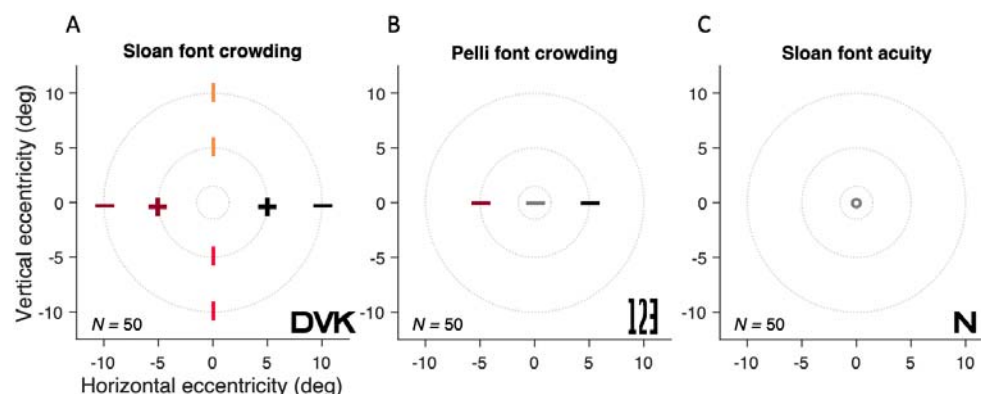 A
Sloan font crowding
Vertical eccentricity (deg)
10
5
0
-5
-10
N = 50
DVK
-10
-5
0
5
10
Horizontal eccentricity (deg)
B
Pelli font crowding
10
5
0
-5
-10
N = 50
123
-10
-5
0
5
10
C
Sloan font acuity
10
5
0
-5
-10
N = 50
N
-10
-5
0
5
10